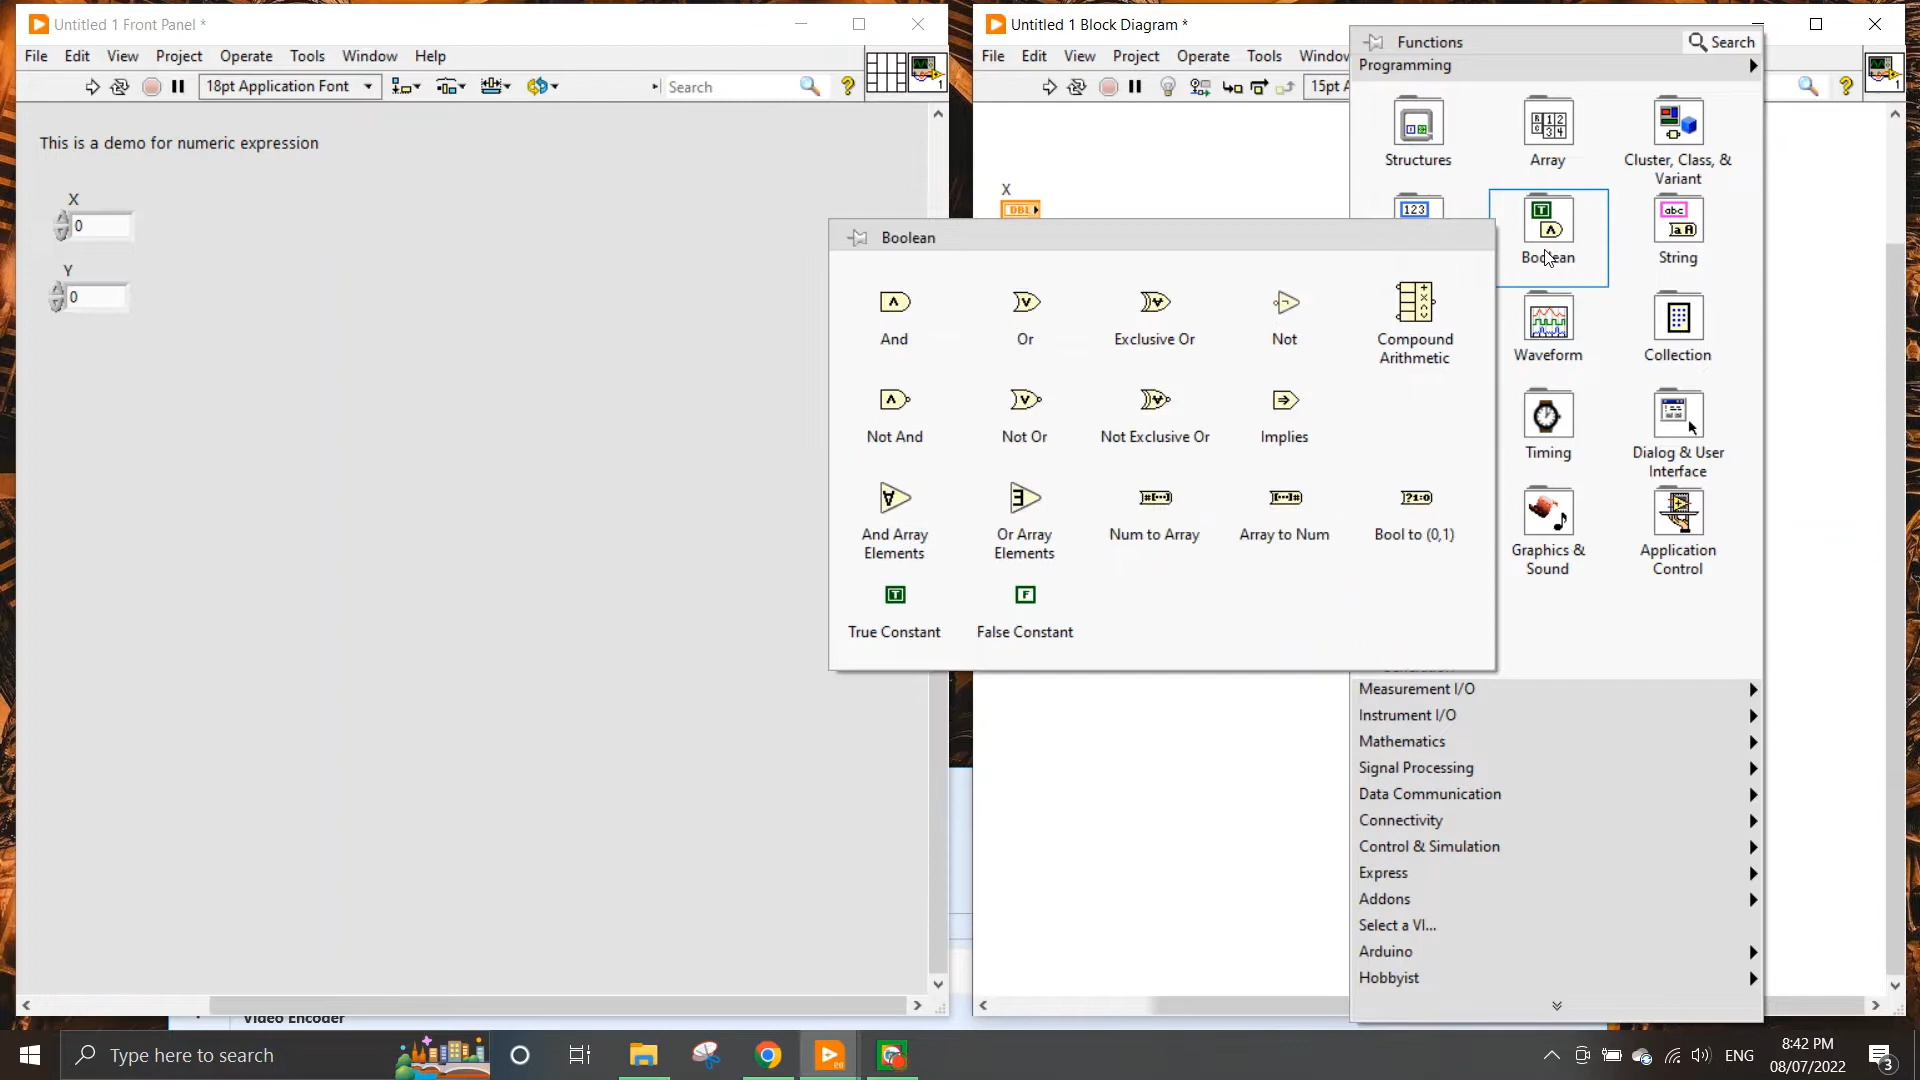 Untitled 1 Front Panel *
File Edit View Project Operate Tools Window Help
18pt Application Font
Search
This is a demo for numeric expression
X
0
Y
0
Untitled 1 Block Diagram *
File Edit View Project Operate Tools Window
15pt A
X
DBL
Functions
Search
Programming
Structures
Array
Cluster, Class, &
Variant
123
Boolean
String
Waveform
Collection
Timing
Dialog & User
Interface
Graphics &
Sound
Application
Control
Boolean
And
Or
Exclusive Or
Not
Compound
Arithmetic
Not And
Not Or
Not Exclusive Or
Implies
And Array
Elements
Or Array
Elements
Num to Array
Array to Num
Bool to (0,1)
T
True Constant
F
False Constant
Measurement I/O
Instrument I/O
Mathematics
Signal Processing
Data Communication
Connectivity
Control & Simulation
Express
Addons
Select a VI...
Arduino
Hobbyist
Video Encoder
Type here to search
ENG
8:42 PM
08/07/2022
3